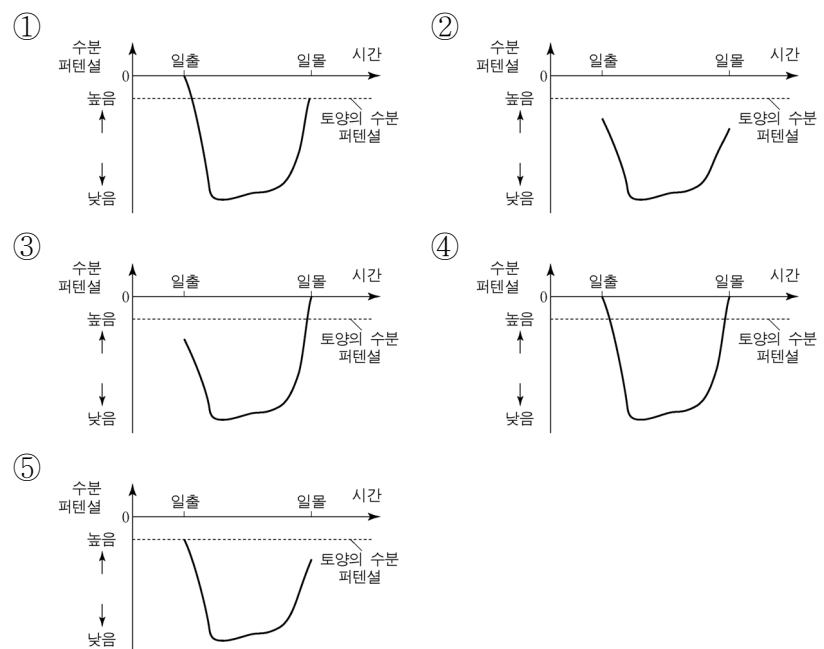 ①
수분
퍼텐셜
일출
일몰
시간
0
높음
토양의 수분
퍼텐셜
낮음
②
수분
퍼텐셜
일출
일몰
시간
0
높음
토양의 수분
퍼텐셜
낮음
③
수분
퍼텐셜
일출
일몰
시간
0
높음
토양의 수분
퍼텐셜
낮음
④
수분
퍼텐셜
일출
일몰
시간
0
높음
토양의 수분
퍼텐셜
낮음
⑤
수분
퍼텐셜
일출
일몰
시간
0
높음
토양의 수분
퍼텐셜
낮음